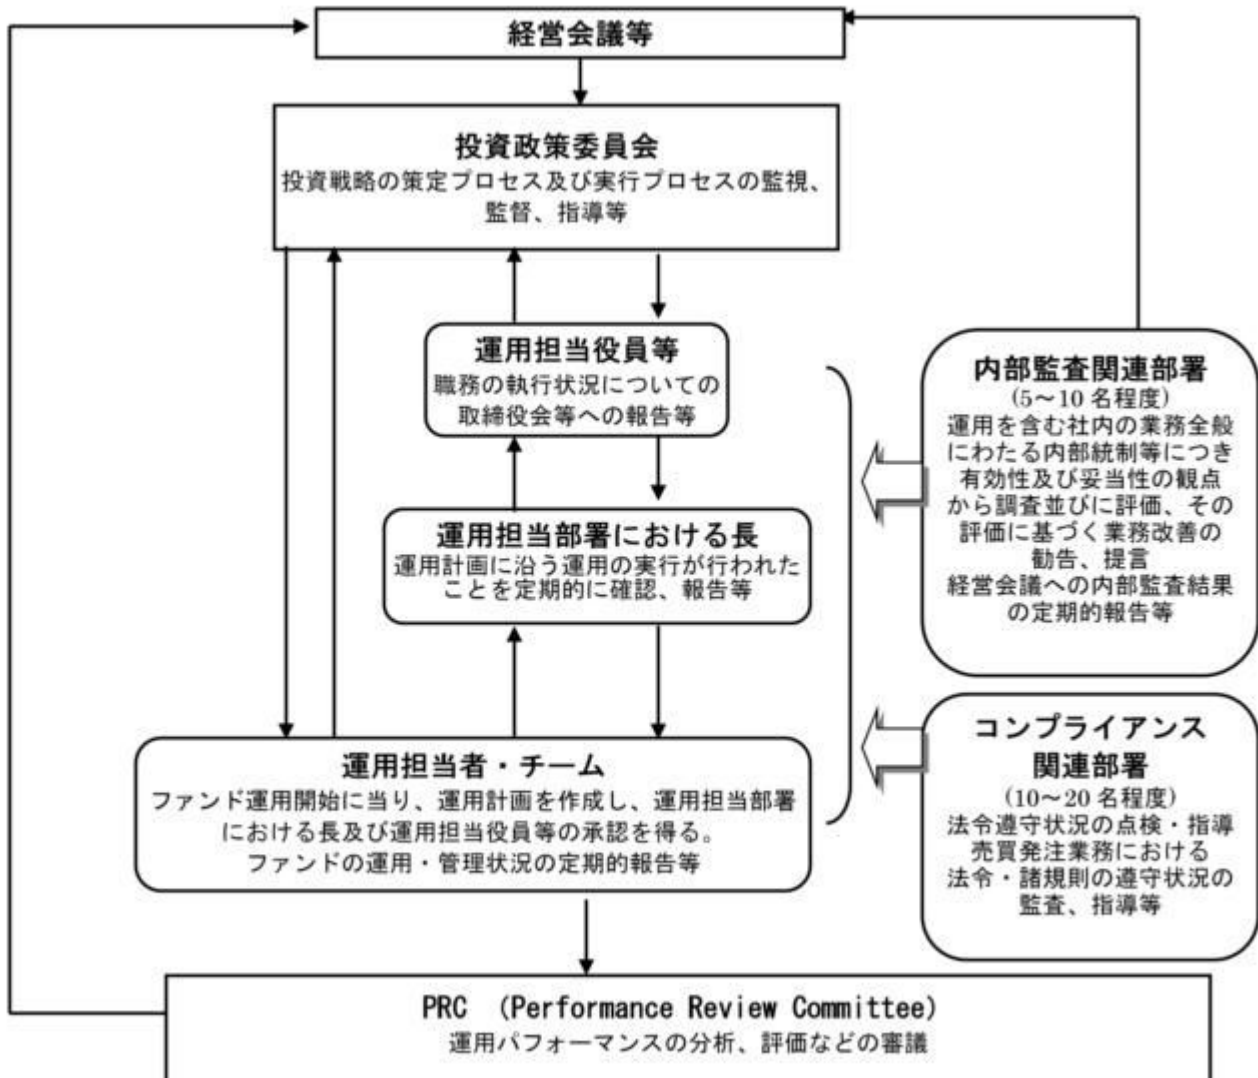 経営会議等
投資政策委員会
投資戦略の策定プロセス及び実行プロセスの監視、
監督、指導等
運用担当役員等
職務の執行状況についての
取締役会等への報告等
運用担当部署における長
運用計画に沿う運用の実行が行われた
ことを定期的に確認、報告等
運用担当者・チーム
ファンド運用開始に当り、運用計画を作成し、運用担当部署
における長及び運用担当役員等の承認を得る。
ファンドの運用・管理状況の定期的報告等
内部監査関連部署
(5～10 名程度)
運用を含む社内の業務全般
にわたる内部統制等につき
有効性及び妥当性の観点
から調査並びに評価、その
評価に基づく業務改善の
勧告、提言
経営会議への内部監査結果
の定期的報告等
コンプライアンス
関連部署
(10～20 名程度)
法令遵守状況の点検・指導
売買発注業務における
法令・諸規則の遵守状況の
監査、指導等
PRC （Performance Review Committee）
運用パフォーマンスの分析、評価などの審議